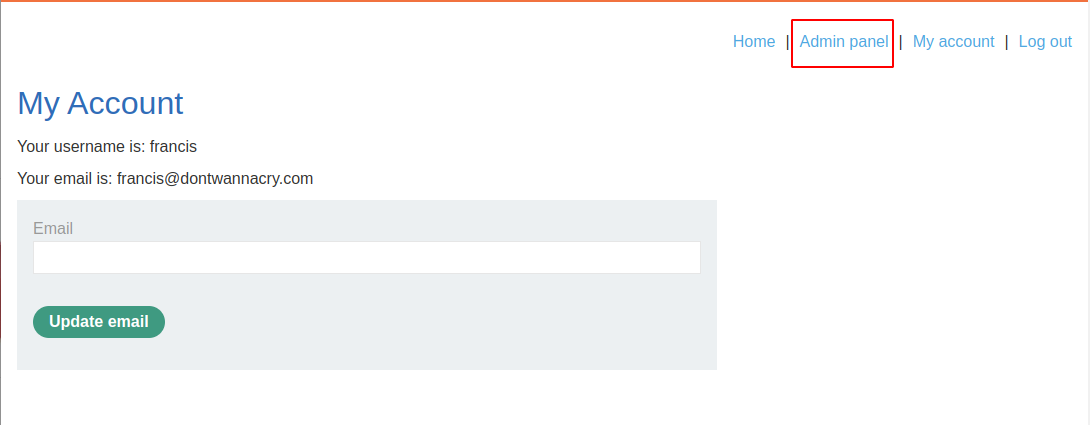 Home | Admin panel | My account | Log out
My Account
Your username is: francis
Your email is: francis@dontwannacry.com
Email
Update email